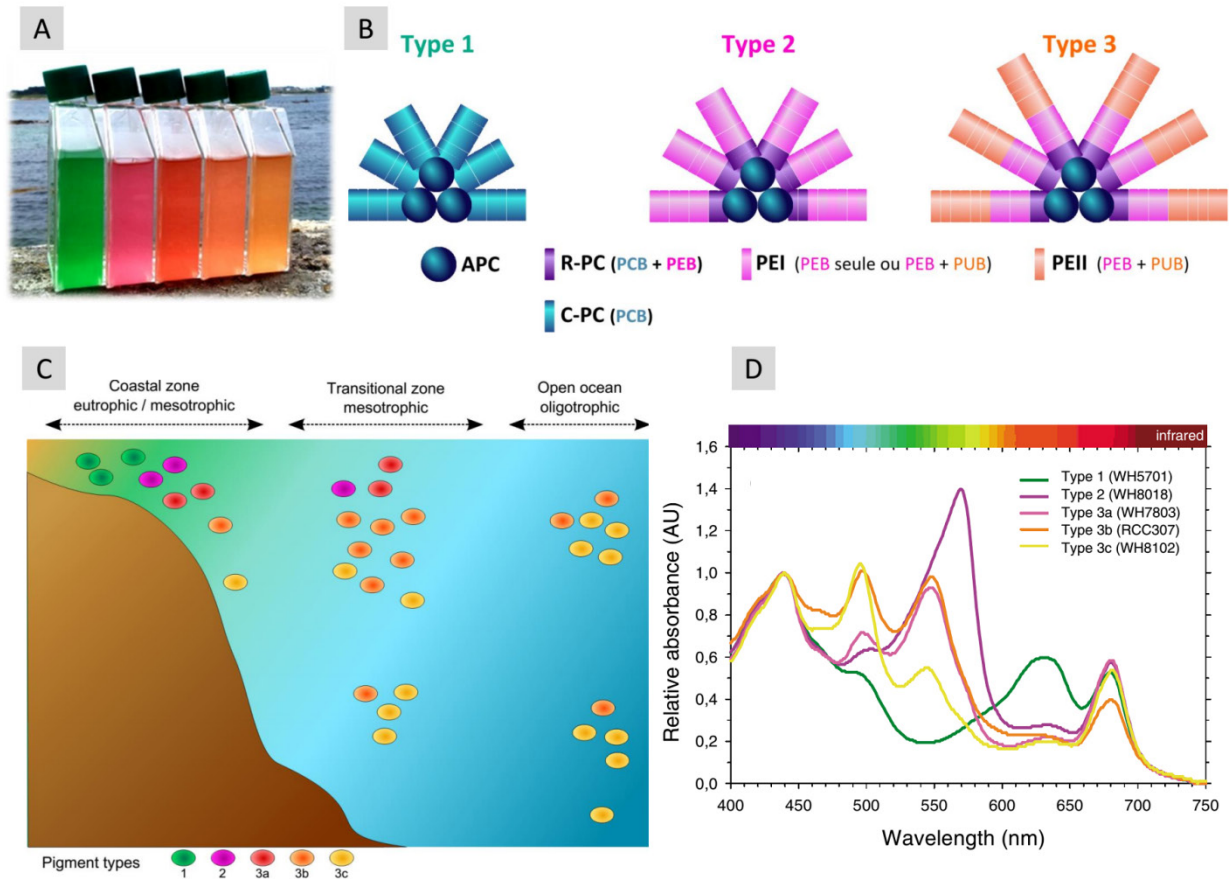 A
B
Type 1
Type 2
Type 3
APC
R-PC (PCB + PEB)
PEI (PEB seule ou PEB + PUB)
PEII (PEB + PUB)
C-PC (PCB)
C
Coastal zone
eutrophic / mesotrophic
Transitional zone
mesotrophic
Open ocean
oligotrophic
Pigment types
1
2
3a
3b
3c
D
infrared
1,6
1,4
1,2
1,0
0,8
0,6
0,4
0,2
0,0
Relative absorbance (AU)
Type 1 (WH5701)
Type 2 (WH8018)
Type 3a (WH7803)
Type 3b (RCC307)
Type 3c (WH8102)
400
450
500
550
600
650
700
750
Wavelength (nm)